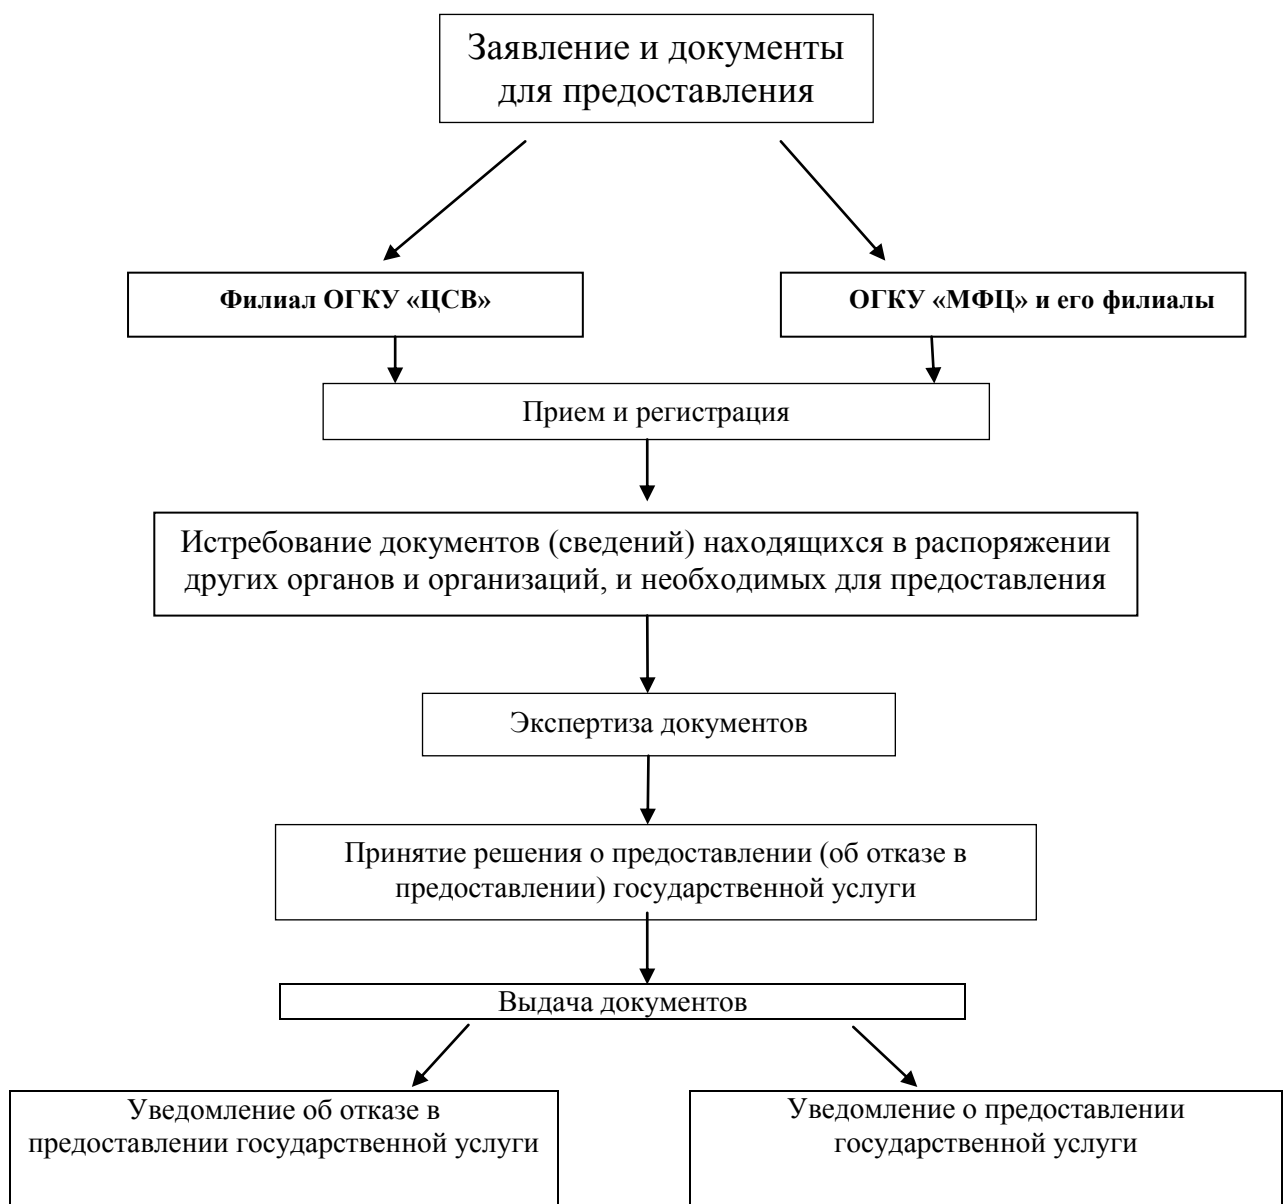 Заявление и документы
для предоставления
Филиал ОГКУ «ЦСВ»
ОГКУ «МФЦ» и его филиалы
Прием и регистрация
Истребование документов (сведений) находящихся в распоряжении
других органов и организаций, и необходимых для предоставления
Экспертиза документов
Принятие решения о предоставлении (об отказе в
предоставлении) государственной услуги
Выдача документов
Уведомление об отказе в
предоставлении государственной услуги
Уведомление о предоставлении
государственной услуги